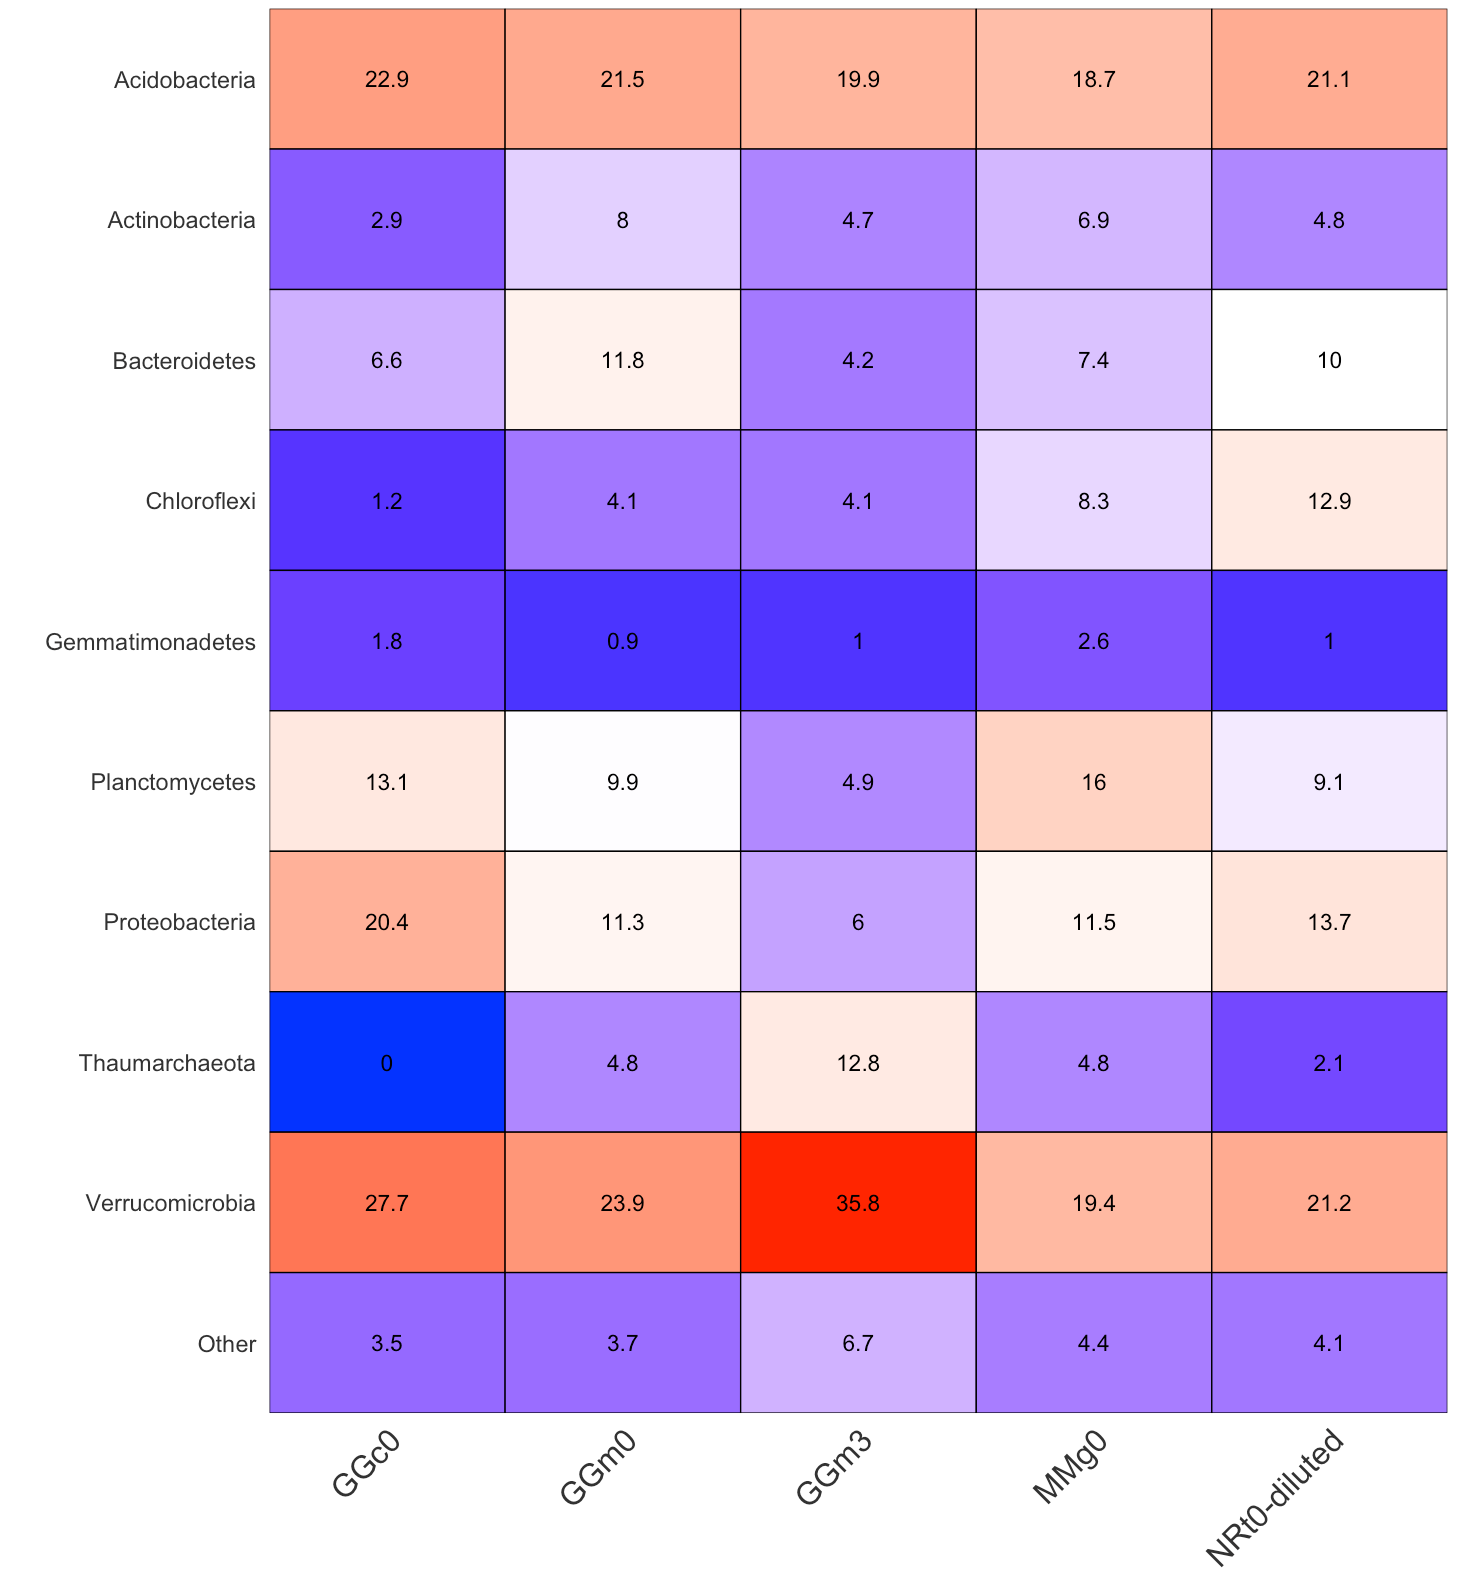 Acidobacteria 22.9 21.5 19.9 18.7 21.1
Actinobacteria 2.9 8 4.7 6.9 4.8
Bacteroidetes 6.6 11.8 4.2 7.4 10
Chloroflexi 1.2 4.1 4.1 8.3 12.9
Gemmatimonadetes 1.8 0.9 1 2.6 1
Planctomycetes 13.1 9.9 4.9 16 9.1
Proteobacteria 20.4 11.3 6 11.5 13.7
Thaumarchaeota 0 4.8 12.8 4.8 2.1
Verrucomicrobia 27.7 23.9 35.8 19.4 21.2
Other 3.5 3.7 6.7 4.4 4.1
GGc0 GGm0 GGm3 MMg0 NRt0-diluted